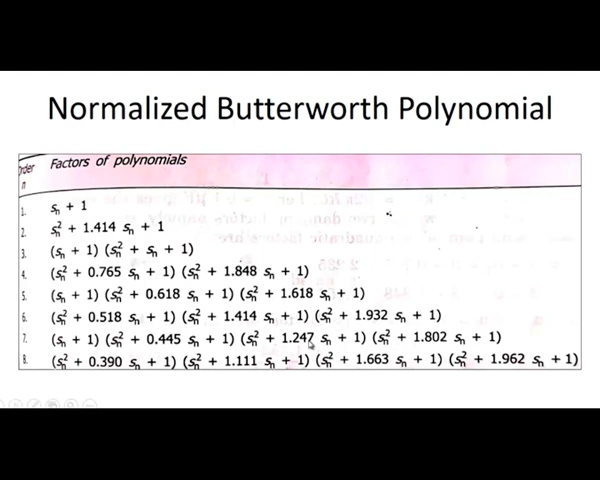 Normalized Butterworth Polynomial
Order n Factors of polynomials
1. sₙ + 1
2. sₙ² + 1.414 sₙ + 1
3. (sₙ + 1) (sₙ² + sₙ + 1)
4. (sₙ² + 0.765 sₙ + 1) (sₙ² + 1.848 sₙ + 1)
5. (sₙ + 1) (sₙ² + 0.618 sₙ + 1) (sₙ² + 1.618 sₙ + 1)
6. (sₙ² + 0.518 sₙ + 1) (sₙ² + 1.414 sₙ + 1) (sₙ² + 1.932 sₙ + 1)
7. (sₙ + 1) (sₙ² + 0.445 sₙ + 1) (sₙ² + 1.247 sₙ + 1) (sₙ² + 1.802 sₙ + 1)
8. (sₙ² + 0.390 sₙ + 1) (sₙ² + 1.111 sₙ + 1) (sₙ² + 1.663 sₙ + 1) (sₙ² + 1.962 sₙ + 1)